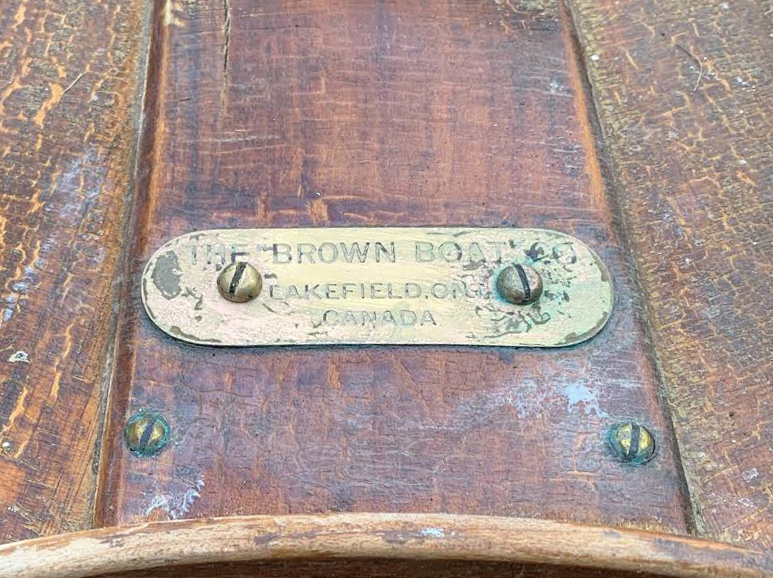 THE BROWN BOAT CO
LAKEFIELD. ONT
CANADA